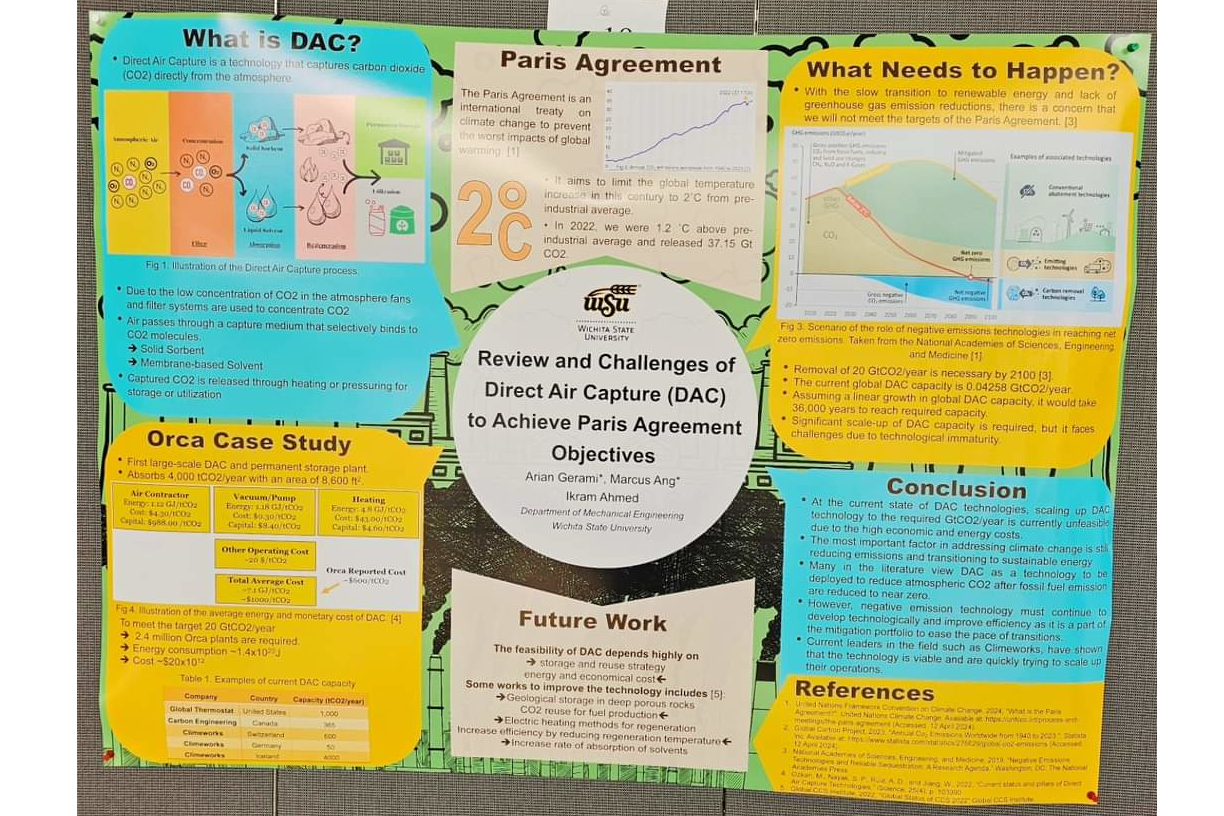 What is DAC?
• Direct Air Capture is a technology that captures carbon dioxide
(CO2) directly from the atmosphere.
Atmospheric Air
Concentration
Solid Sorbent
Liquid Solvent
Filter
Absorption
Regeneration
Utilization
Fig 1: Illustration of the Direct Air Capture process.
• Due to the low concentration of CO2 in the atmosphere fans
and filter systems are used to concentrate CO2
• Air passes through a capture medium that selectively binds to
CO2 molecules.
→ Solid Sorbent
→ Membrane-based Solvent
• Captured CO2 is released through heating or pressuring for
storage or utilization
Orca Case Study
• First large-scale DAC and permanent storage plant.
• Absorbs 4,000 tCO2/year with an area of 8,600 ft².
Air Contractor
Energy: 1.12 GJ/tCO2
Cost: $4.30/tCO2
Capital: $988.00 /tCO2
Vacuum/Pump
Energy: 1.18 GJ/tCO2
Cost: $0.30/tCO2
Capital: $8.40/tCO2
Heating
Energy: 4.8 GJ/tCO2
Cost: $43.00/tCO2
Capital: $4.00/tCO2
Other Operating Cost
~20 $/tCO2
Total Average Cost
~7.1 GJ/tCO2
~$1000/tCO2
Orca Reported Cost
~$600/tCO2
Fig 4. Illustration of the average energy and monetary cost of DAC. [4]
To meet the target 20 GtCO2/year
→ 2.4 million Orca plants are required.
→ Energy consumption ~1.4x10²⁰J
→ Cost ~$20x10¹²
Table 1. Examples of current DAC capacity
Company Country Capacity (tCO2/year)
Global Thermostat United States 1,000
Carbon Engineering Canada 365
Climeworks Switzerland 600
Climeworks Germany 50
Climeworks Iceland 4000
Paris Agreement
The Paris Agreement is an
international treaty on
climate change to prevent
the worst impacts of global
warming. [1]
2°C
• It aims to limit the global temperature
increase in this century to 2˚C from pre-
industrial average.
• In 2022, we were 1.2 ˚C above pre-
industrial average and released 37.15 Gt
CO2.
WSU
WICHITA STATE
UNIVERSITY
Review and Challenges of
Direct Air Capture (DAC)
to Achieve Paris Agreement
Objectives
Arian Gerami*, Marcus Ang*
Ikram Ahmed
Department of Mechanical Engineering
Wichita State University
Future Work
The feasibility of DAC depends highly on
→ storage and reuse strategy
energy and economical cost←
Some works to improve the technology includes [5]:
→Geological storage in deep porous rocks
CO2 reuse for fuel production←
→Electric heating methods for regeneration
Increase efficiency by reducing regeneration temperature←
→Increase rate of absorption of solvents
What Needs to Happen?
• With the slow transition to renewable energy and lack of
greenhouse gas emission reductions, there is a concern that
we will not meet the targets of the Paris Agreement. [3]
GHG emissions (GtCO2e/year)
Mitigated
GHG emissions
Examples of associated technologies
Conventional
abatement technologies
CO₂
Net zero
GHG emissions
Emitting
technologies
Gross negative
CO₂ emissions
Net negative
GHG emissions
Carbon removal
technologies
Fig 3: Scenario of the role of negative emissions technologies in reaching net
zero emissions. Taken from the National Academies of Sciences, Engineering,
and Medicine [1]
• Removal of 20 GtCO2/year is necessary by 2100 [3].
• The current global DAC capacity is 0.04258 GtCO2/year.
• Assuming a linear growth in global DAC capacity, it would take
36,000 years to reach required capacity.
• Significant scale-up of DAC capacity is required, but it faces
challenges due to technological immaturity.
Conclusion
• At the current state of DAC technologies, scaling up DAC
technology to the required GtCO2/year is currently unfeasible
due to the high economic and energy costs.
• The most important factor in addressing climate change is still
reducing emissions and transitioning to sustainable energy
• Many in the literature view DAC as a technology to be
deployed to reduce atmospheric CO2 after fossil fuel emission
are reduced to near zero.
• However, negative emission technology must continue to
develop technologically and improve efficiency as it is a part of
the mitigation portfolio to ease the pace of transitions.
• Current leaders in the field such as Climeworks, have shown
that the technology is viable and are quickly trying to scale up
their operations.
References
1. United Nations Framework Convention on Climate Change, 2024, "What is the Paris
Agreement?", United Nations Climate Change.
2. Global Carbon Project, 2023, "Annual Co₂ Emissions Worldwide from 1940 to 2023.", Statista
12 April 2024]
3. National Academies of Sciences, Engineering, and Medicine, 2019, "Negative Emissions
Technologies and Reliable Sequestration: A Research Agenda," Washington, DC: The National
Academies Press.
4. Ozkan, M., Nayak, S. P., Ruiz, A. D., and Jiang, W., 2022, "Current status and pillars of Direct
Air Capture Technologies," iScience, 25(4), p. 103990
5. Global CCS Institute, 2022, "Global Status of CCS 2022" Global CCS Institute.